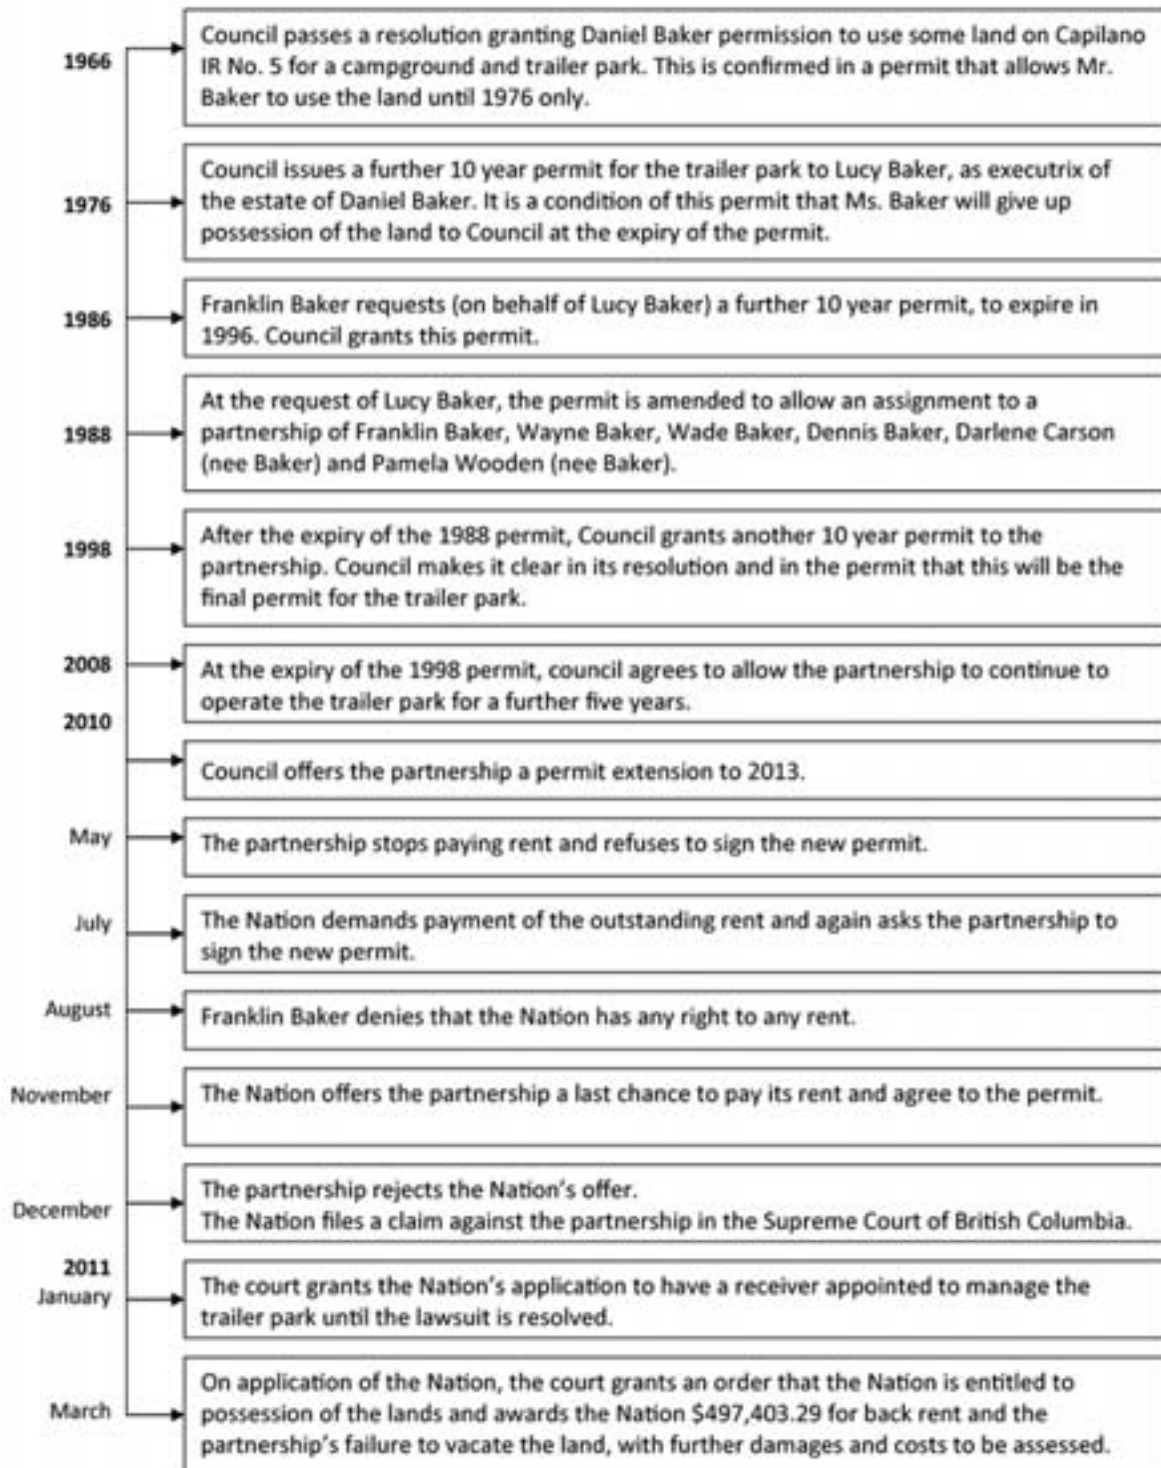 1966
Council passes a resolution granting Daniel Baker permission to use some land on Capilano
IR No. 5 for a campground and trailer park. This is confirmed in a permit that allows Mr.
Baker to use the land until 1976 only.
1976
Council issues a further 10 year permit for the trailer park to Lucy Baker, as executrix of
the estate of Daniel Baker. It is a condition of this permit that Ms. Baker will give up
possession of the land to Council at the expiry of the permit.
1986
Franklin Baker requests (on behalf of Lucy Baker) a further 10 year permit, to expire in
1996. Council grants this permit.
1988
At the request of Lucy Baker, the permit is amended to allow an assignment to a
partnership of Franklin Baker, Wayne Baker, Wade Baker, Dennis Baker, Darlene Carson
(nee Baker) and Pamela Wooden (nee Baker).
1998
After the expiry of the 1988 permit, Council grants another 10 year permit to the
partnership. Council makes it clear in its resolution and in the permit that this will be the
final permit for the trailer park.
2008
At the expiry of the 1998 permit, council agrees to allow the partnership to continue to
operate the trailer park for a further five years.
2010
Council offers the partnership a permit extension to 2013.
May
The partnership stops paying rent and refuses to sign the new permit.
July
The Nation demands payment of the outstanding rent and again asks the partnership to
sign the new permit.
August
Franklin Baker denies that the Nation has any right to any rent.
November
The Nation offers the partnership a last chance to pay its rent and agree to the permit.
December
The partnership rejects the Nation's offer.
The Nation files a claim against the partnership in the Supreme Court of British Columbia.
2011
January
The court grants the Nation's application to have a receiver appointed to manage the
trailer park until the lawsuit is resolved.
March
On application of the Nation, the court grants an order that the Nation is entitled to
possession of the lands and awards the Nation $497,403.29 for back rent and the
partnership's failure to vacate the land, with further damages and costs to be assessed.